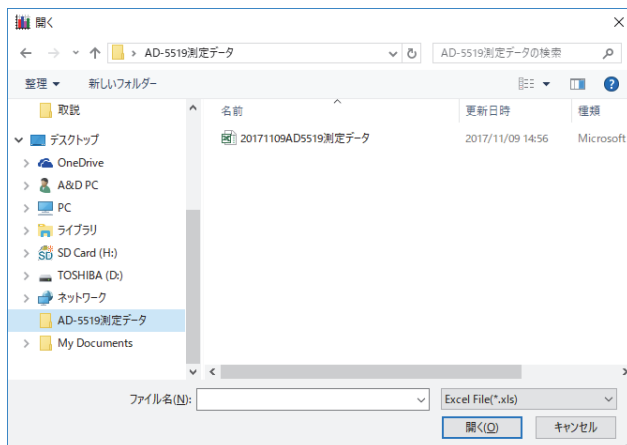 開く
AD-5519測定データ
AD-5519測定データの検索
整理
新しいフォルダー
名前
更新日時
種類
20171109AD5519測定データ
2017/11/09 14:56
Microsoft
取説
デスクトップ
OneDrive
A&D PC
PC
ライブラリ
SD Card (H:)
TOSHIBA (D:)
ネットワーク
AD-5519測定データ
My Documents
ファイル名(N):
Excel File(*.xls)
開く(O)
キャンセル